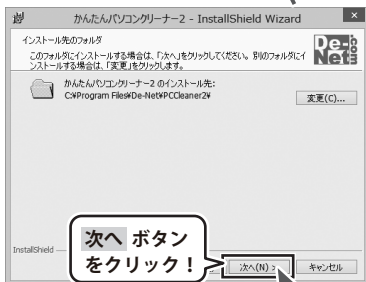 かんたんパソコンクリーナー2 - InstallShield Wizard
インストール先のフォルダ
このフォルダにインストールする場合は、「次へ」をクリックしてください。別のフォルダにイ
ンストールする場合は、「変更」をクリックします。
De-
Net
かんたんパソコンクリーナー2 のインストール先:
C:¥Program Files¥De-Net¥PCCleaner2¥
変更(C)...
InstallShield
次へ ボタン
をクリック！
次へ(N) >
キャンセル